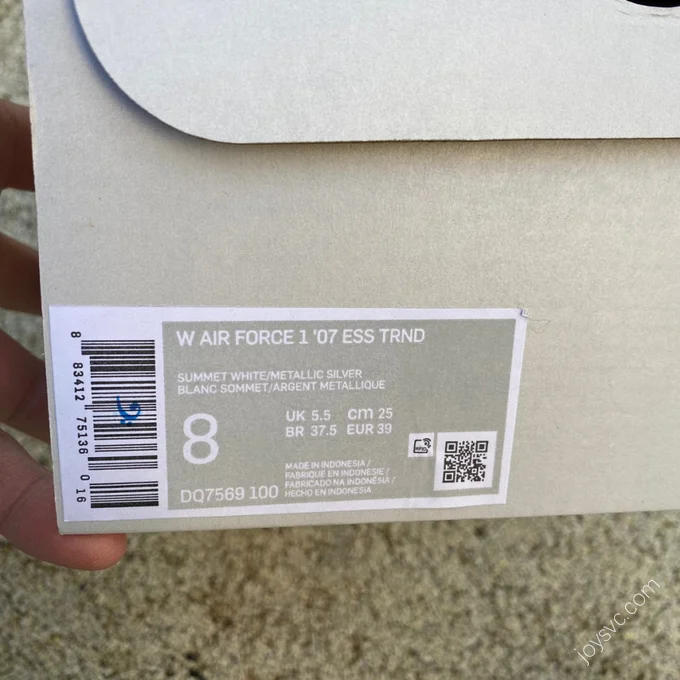 W AIR FORCE 1 '07 ESS TRND
SUMMET WHITE/METALLIC SILVER
BLANC SOMMET/ARGENT METALLIQUE
8
UK 5.5 cm 25
BR 37.5 EUR 39
DQ7569 100
MADE IN INDONESIA /
FABRIQUE EN INDONESIE /
FABRICADO NA INDONÉSIA /
HECHO EN INDONESIA
RFID
8 83412 75136 0 16
joysvc.com